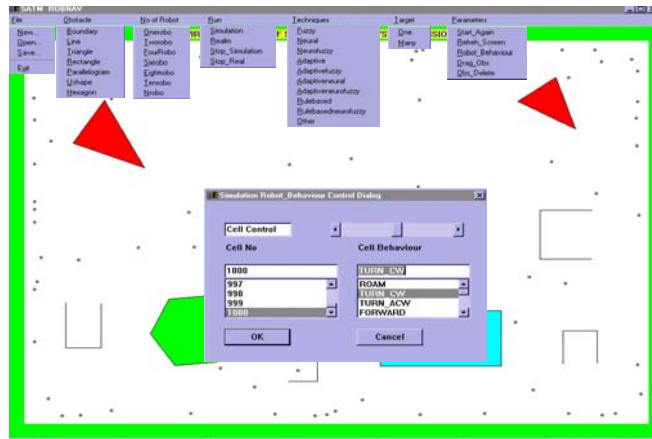 SATM ROBNAV
File Obstacle No of Robot Run Techniques Target Parameters
New...
Open...
Save...
Exit
Boundary
Line
Triangle
Rectangle
Parallelogram
Ushape
Hexagon
Onerobo
Tworobo
FourRobo
Sixrobo
Eightrobo
Tenrobo
Nrobo
Simulation
Realm
Stop_Simulation
Stop_Real
Fuzzy
Neural
Neurofuzzy
Adaptive
Adaptivefuzzy
Adaptiveneural
Adaptiveneurofuzzy
Rulebased
Rulebasedneurofuzzy
Other
One
Many
Start_Again
Robot_Behaviour
Drag_Obs
Obs_Delete
Simulation Robot_Behaviour Control Dialog
Cell Control
Cell No Cell Behaviour
1000 TURN_CW
997 ROAM
998 TURN_CW
999 TURN_ACW
1000 FORWARD
OK Cancel